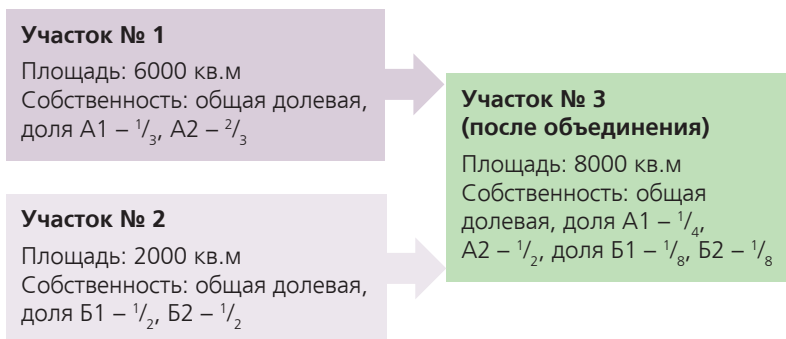 Участок № 1
Площадь: 6000 кв.м
Собственность: общая долевая,
доля А1 – 1/3, А2 – 2/3
Участок № 2
Площадь: 2000 кв.м
Собственность: общая долевая,
доля Б1 – 1/2, Б2 – 1/2
Участок № 3
(после объединения)
Площадь: 8000 кв.м
Собственность: общая
долевая, доля А1 – 1/4,
А2 – 1/2, доля Б1 – 1/8, Б2 – 1/8